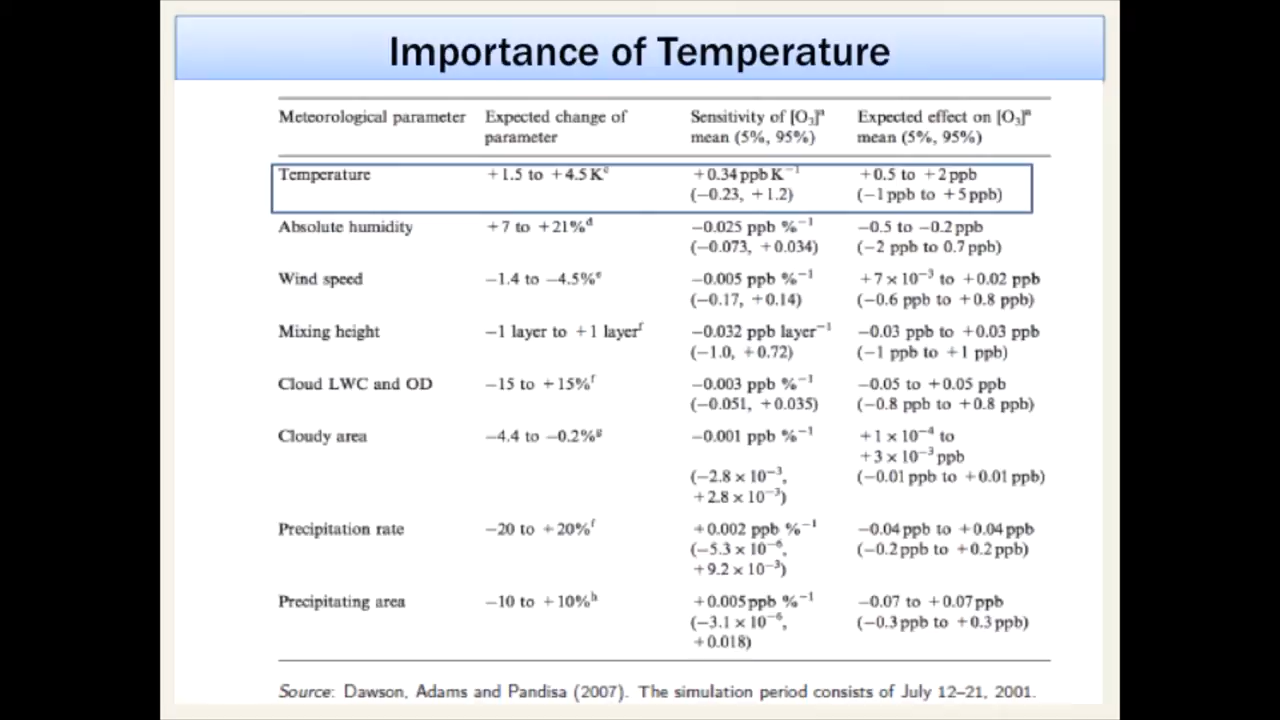 Importance of Temperature
Meteorological parameter Expected change of parameter Sensitivity of [O₃]ᵃ mean (5%, 95%) Expected effect on [O₃]ᵃ mean (5%, 95%)
Temperature +1.5 to +4.5 Kᶜ +0.34 ppb K⁻¹ +0.5 to +2 ppb
(−0.23, +1.2) (−1 ppb to +5 ppb)
Absolute humidity +7 to +21%ᵈ −0.025 ppb %⁻¹ −0.5 to −0.2 ppb
(−0.073, +0.034) (−2 ppb to 0.7 ppb)
Wind speed −1.4 to −4.5%ᵉ −0.005 ppb %⁻¹ +7 × 10⁻³ to +0.02 ppb
(−0.17, +0.14) (−0.6 ppb to +0.8 ppb)
Mixing height −1 layer to +1 layerᶠ −0.032 ppb layer⁻¹ −0.03 ppb to +0.03 ppb
(−1.0, +0.72) (−1 ppb to +1 ppb)
Cloud LWC and OD −15 to +15%ᶠ −0.003 ppb %⁻¹ −0.05 to +0.05 ppb
(−0.051, +0.035) (−0.8 ppb to +0.8 ppb)
Cloudy area −4.4 to −0.2%ᵍ −0.001 ppb %⁻¹ +1 × 10⁻⁴ to
+3 × 10⁻³ ppb
(−2.8 × 10⁻³, (−0.01 ppb to +0.01 ppb)
+2.8 × 10⁻³)
Precipitation rate −20 to +20%ᶠ +0.002 ppb %⁻¹ −0.04 ppb to +0.04 ppb
(−5.3 × 10⁻⁶, (−0.2 ppb to +0.2 ppb)
+9.2 × 10⁻³)
Precipitating area −10 to +10%ʰ +0.005 ppb %⁻¹ −0.07 to +0.07 ppb
(−3.1 × 10⁻⁶, (−0.3 ppb to +0.3 ppb)
+0.018)
Source: Dawson, Adams and Pandisa (2007). The simulation period consists of July 12–21, 2001.